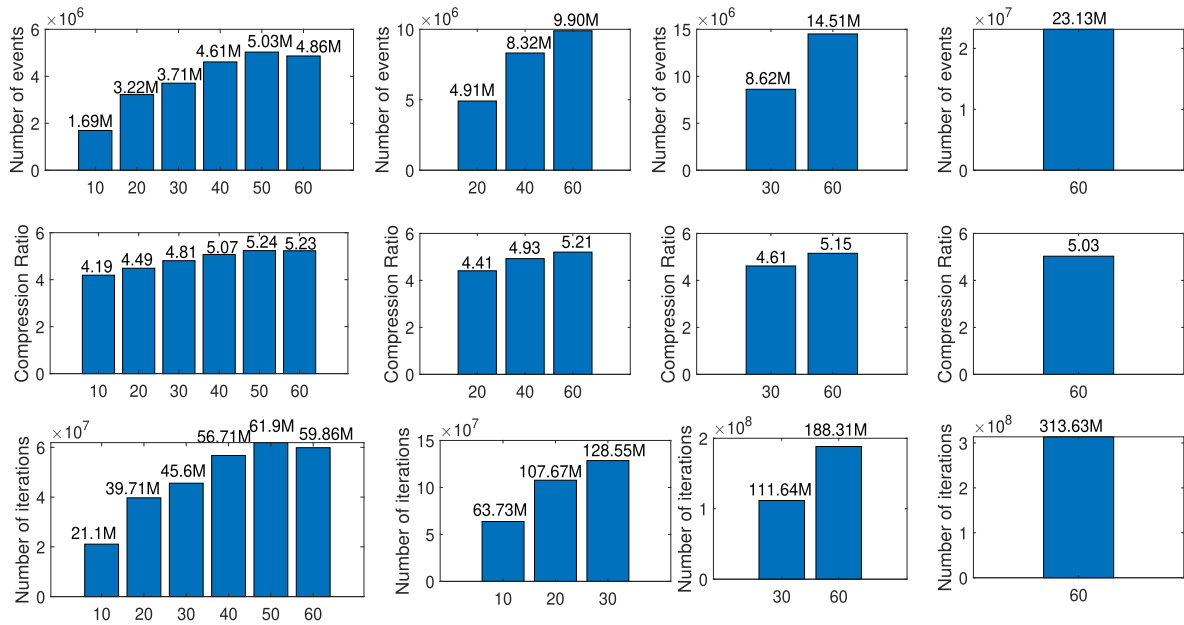 Number of events
×10^6
6
4
2
0
1.69M
3.22M
3.71M
4.61M
5.03M
4.86M
10 20 30 40 50 60
Number of events
×10^6
10
5
0
4.91M
8.32M
9.90M
20 40 60
Number of events
×10^6
15
10
5
0
8.62M
14.51M
30 60
Number of events
×10^7
2
1
0
23.13M
60
Compression Ratio
6
4
2
0
4.19
4.49
4.81
5.07
5.24
5.23
10 20 30 40 50 60
Compression Ratio
6
4
2
0
4.41
4.93
5.21
20 40 60
Compression Ratio
6
4
2
0
4.61
5.15
30 60
Compression Ratio
6
4
2
0
5.03
60
Number of iterations
×10^7
6
4
2
0
21.1M
39.71M
45.6M
56.71M
61.9M
59.86M
10 20 30 40 50 60
Number of iterations
×10^7
15
10
5
0
63.73M
107.67M
128.55M
10 20 30
Number of iterations
×10^8
2
1
0
111.64M
188.31M
30 60
Number of iterations
×10^8
3
2
1
0
313.63M
60